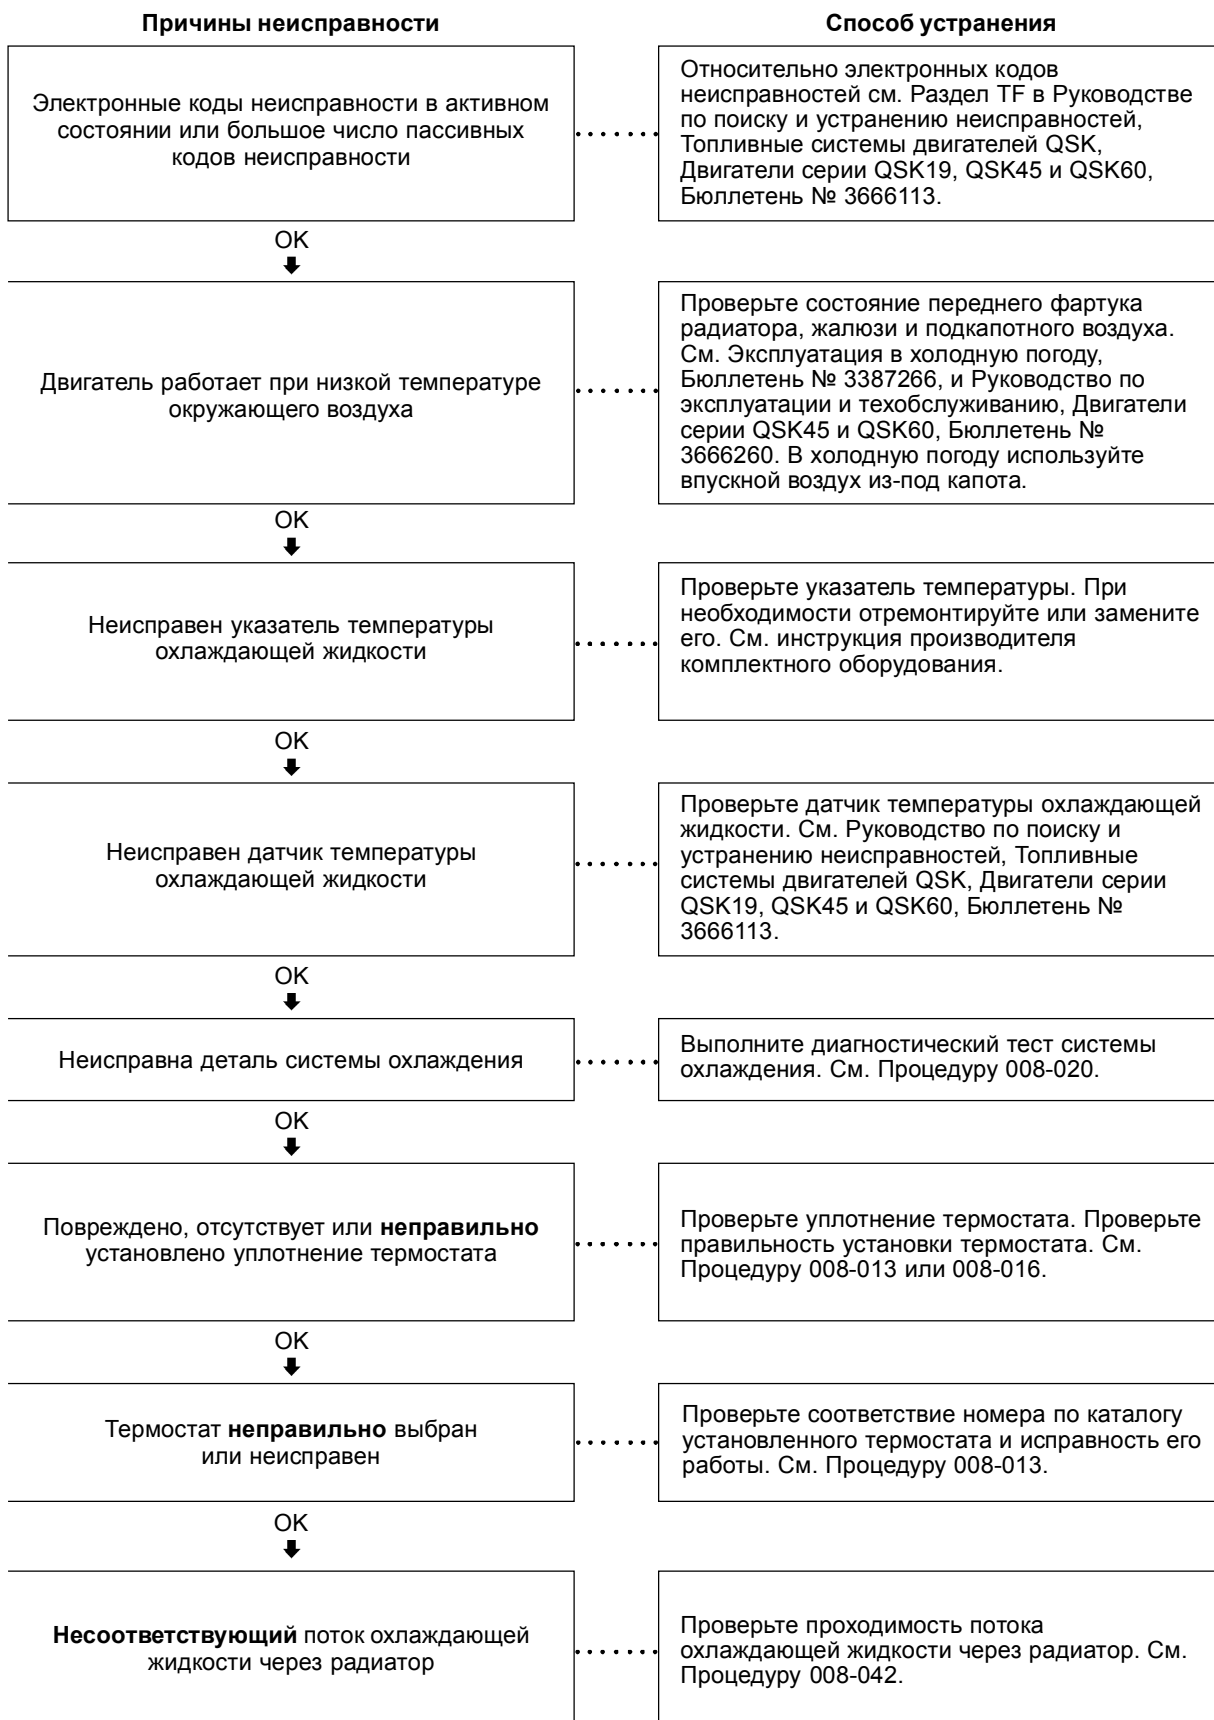 Причины неисправности
Способ устранения
Электронные коды неисправности в активном
состоянии или большое число пассивных
кодов неисправности
Относительно электронных кодов
неисправностей см. Раздел TF в Руководстве
по поиску и устранению неисправностей,
Топливные системы двигателей QSK,
Двигатели серии QSK19, QSK45 и QSK60,
Бюллетень № 3666113.
OK
Двигатель работает при низкой температуре
окружающего воздуха
Проверьте состояние переднего фартука
радиатора, жалюзи и подкапотного воздуха.
См. Эксплуатация в холодную погоду,
Бюллетень № 3387266, и Руководство по
эксплуатации и техобслуживанию, Двигатели
серии QSK45 и QSK60, Бюллетень №
3666260. В холодную погоду используйте
впускной воздух из-под капота.
OK
Неисправен указатель температуры
охлаждающей жидкости
Проверьте указатель температуры. При
необходимости отремонтируйте или замените
его. См. инструкция производителя
комплектного оборудования.
OK
Неисправен датчик температуры
охлаждающей жидкости
Проверьте датчик температуры охлаждающей
жидкости. См. Руководство по поиску и
устранению неисправностей, Топливные
системы двигателей QSK, Двигатели серии
QSK19, QSK45 и QSK60, Бюллетень №
3666113.
OK
Неисправна деталь системы охлаждения
Выполните диагностический тест системы
охлаждения. См. Процедуру 008-020.
OK
Повреждено, отсутствует или неправильно
установлено уплотнение термостата
Проверьте уплотнение термостата. Проверьте
правильность установки термостата. См.
Процедуру 008-013 или 008-016.
OK
Термостат неправильно выбран
или неисправен
Проверьте соответствие номера по каталогу
установленного термостата и исправность его
работы. См. Процедуру 008-013.
OK
Несоответствующий поток охлаждающей
жидкости через радиатор
Проверьте проходимость потока
охлаждающей жидкости через радиатор. См.
Процедуру 008-042.